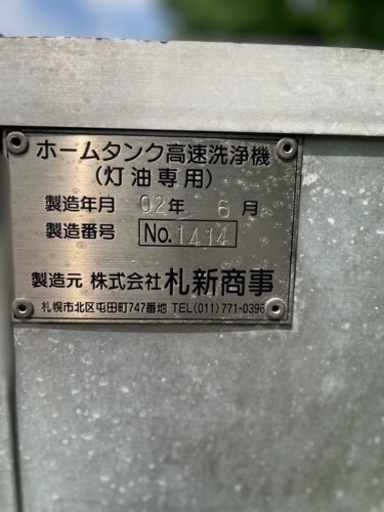 ホームタンク高速洗浄機
(灯油専用)
製造年月 02年 6月
製造番号 No.1414
製造元 株式会社札新商事
札幌市北区屯田町747番地 TEL(011)771-0396